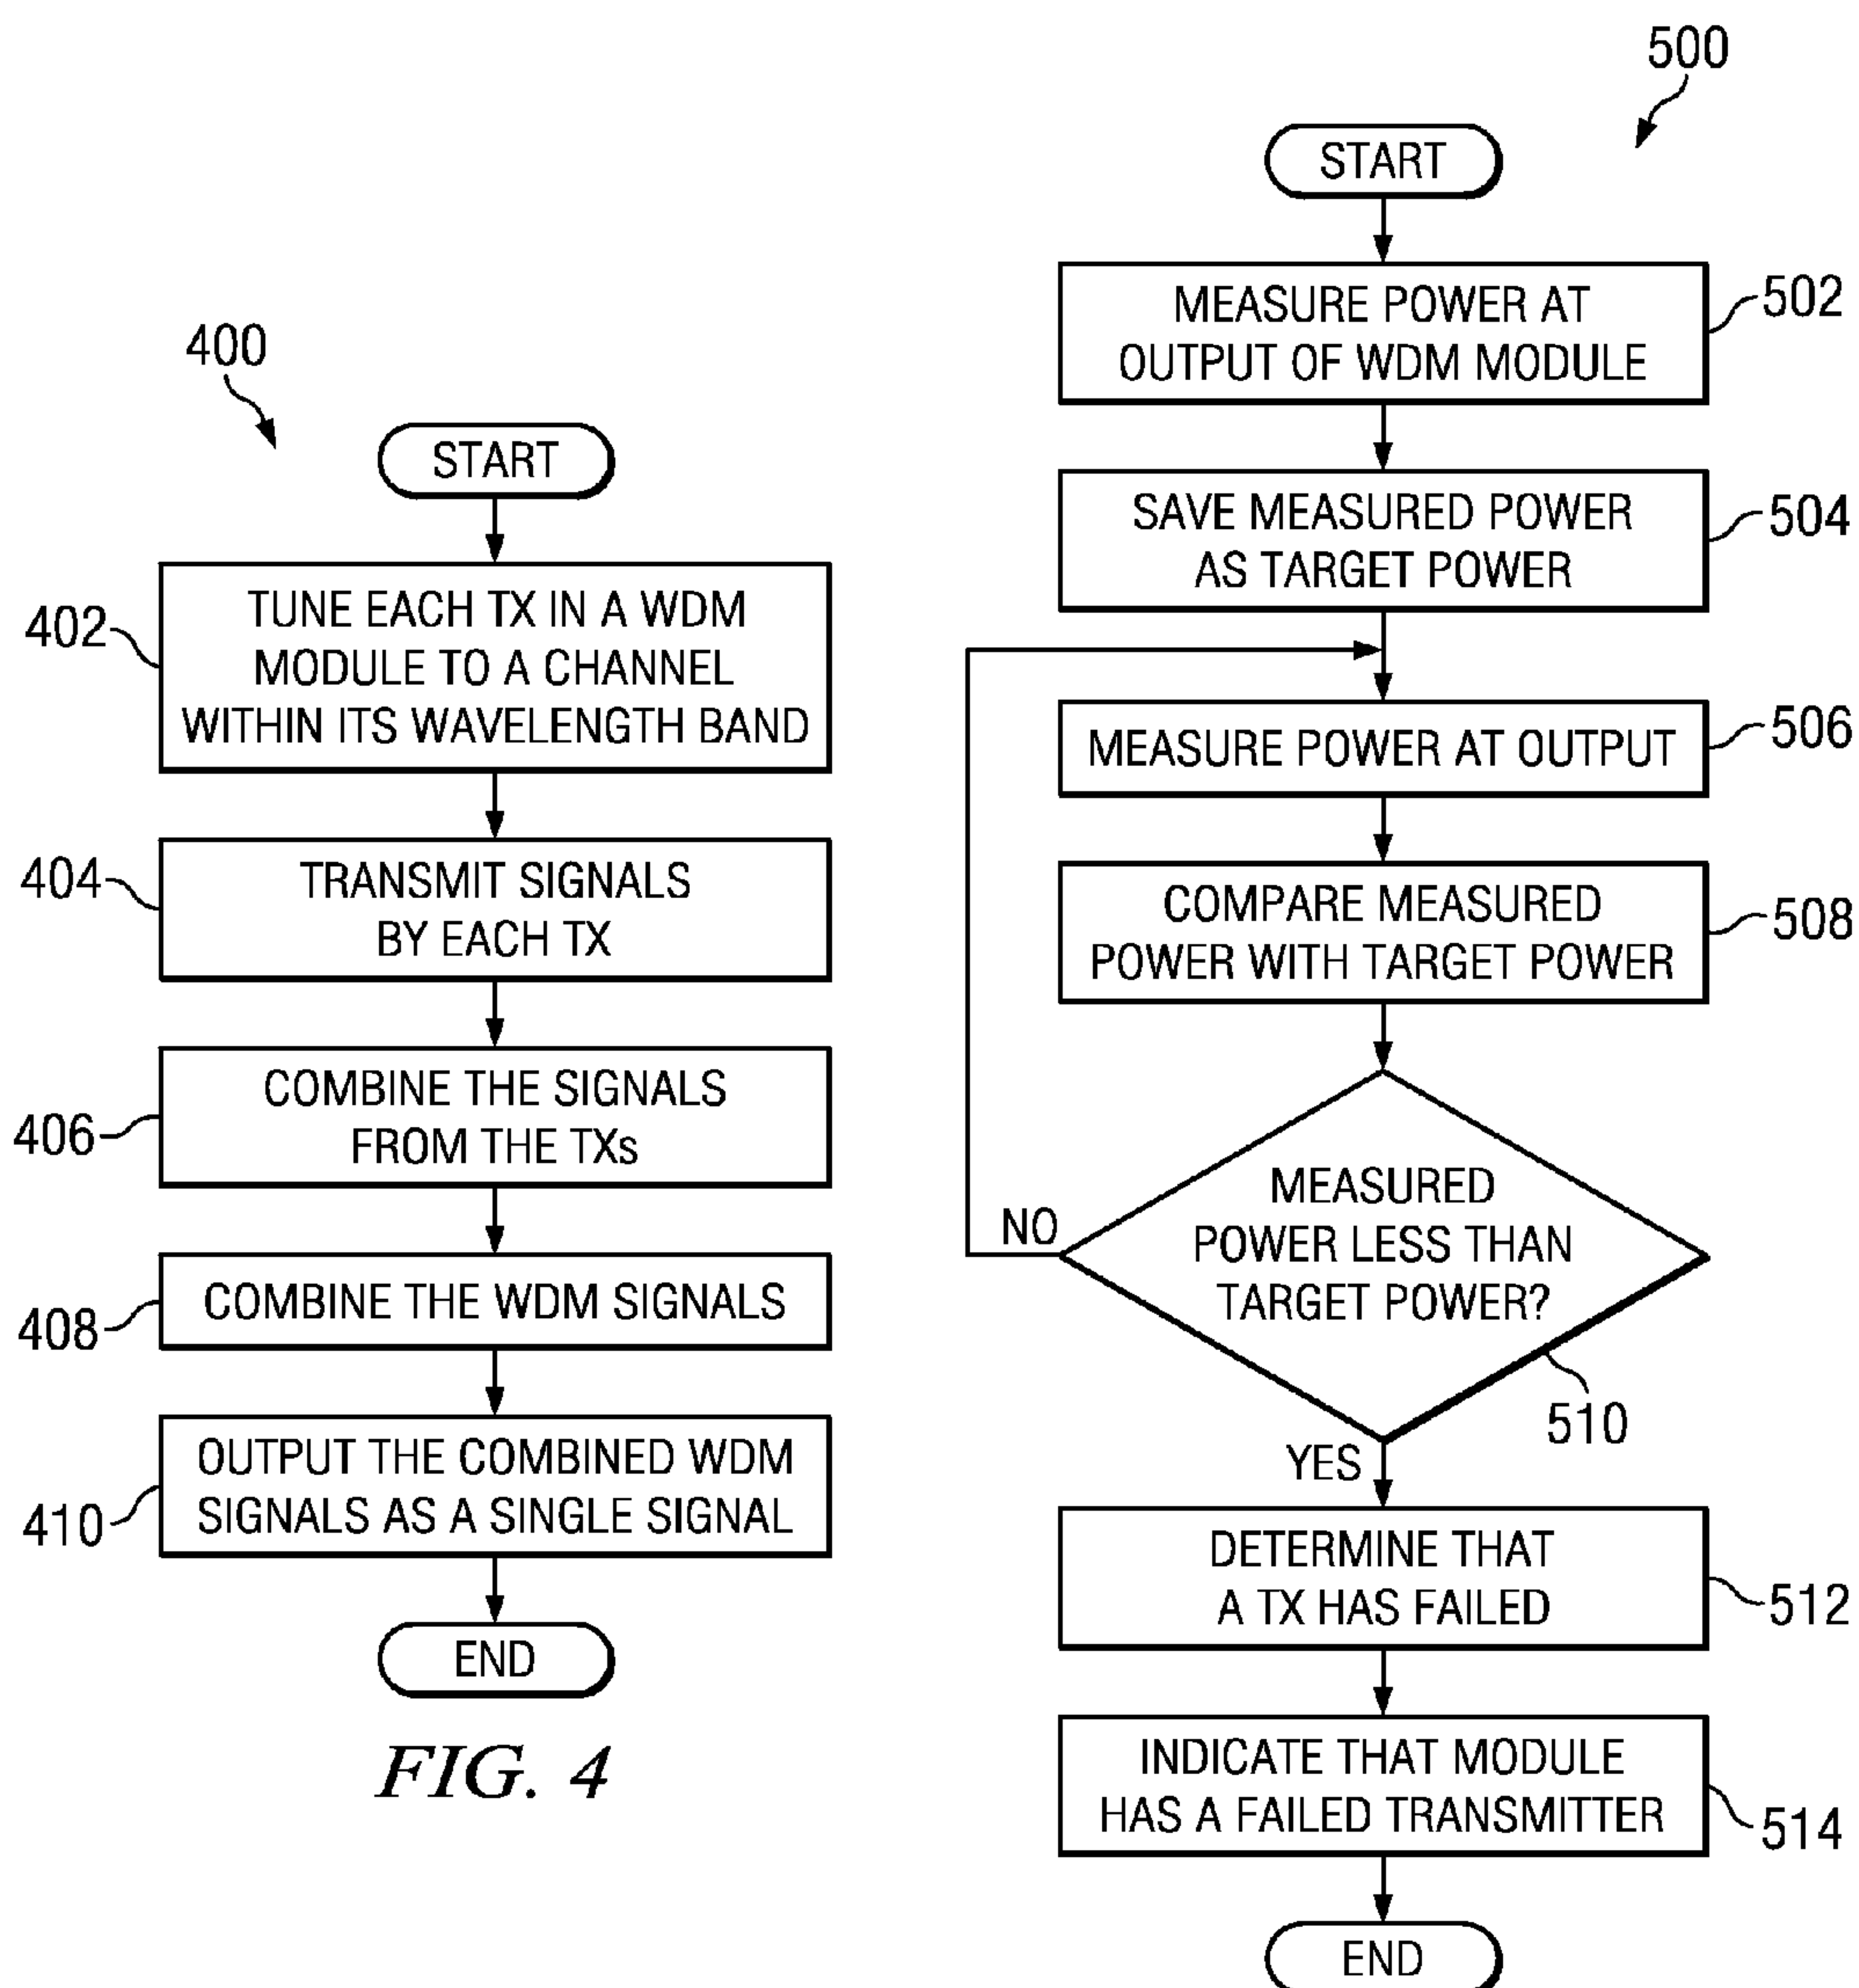 400
START
402
TUNE EACH TX IN A WDM
MODULE TO A CHANNEL
WITHIN ITS WAVELENGTH BAND
404
TRANSMIT SIGNALS
BY EACH TX
406
COMBINE THE SIGNALS
FROM THE TXs
408
COMBINE THE WDM SIGNALS
410
OUTPUT THE COMBINED WDM
SIGNALS AS A SINGLE SIGNAL
END
FIG. 4
500
START
MEASURE POWER AT
OUTPUT OF WDM MODULE
502
SAVE MEASURED POWER
AS TARGET POWER
504
MEASURE POWER AT OUTPUT
506
COMPARE MEASURED
POWER WITH TARGET POWER
508
MEASURED
POWER LESS THAN
TARGET POWER?
NO
510
YES
DETERMINE THAT
A TX HAS FAILED
512
INDICATE THAT MODULE
HAS A FAILED TRANSMITTER
514
END